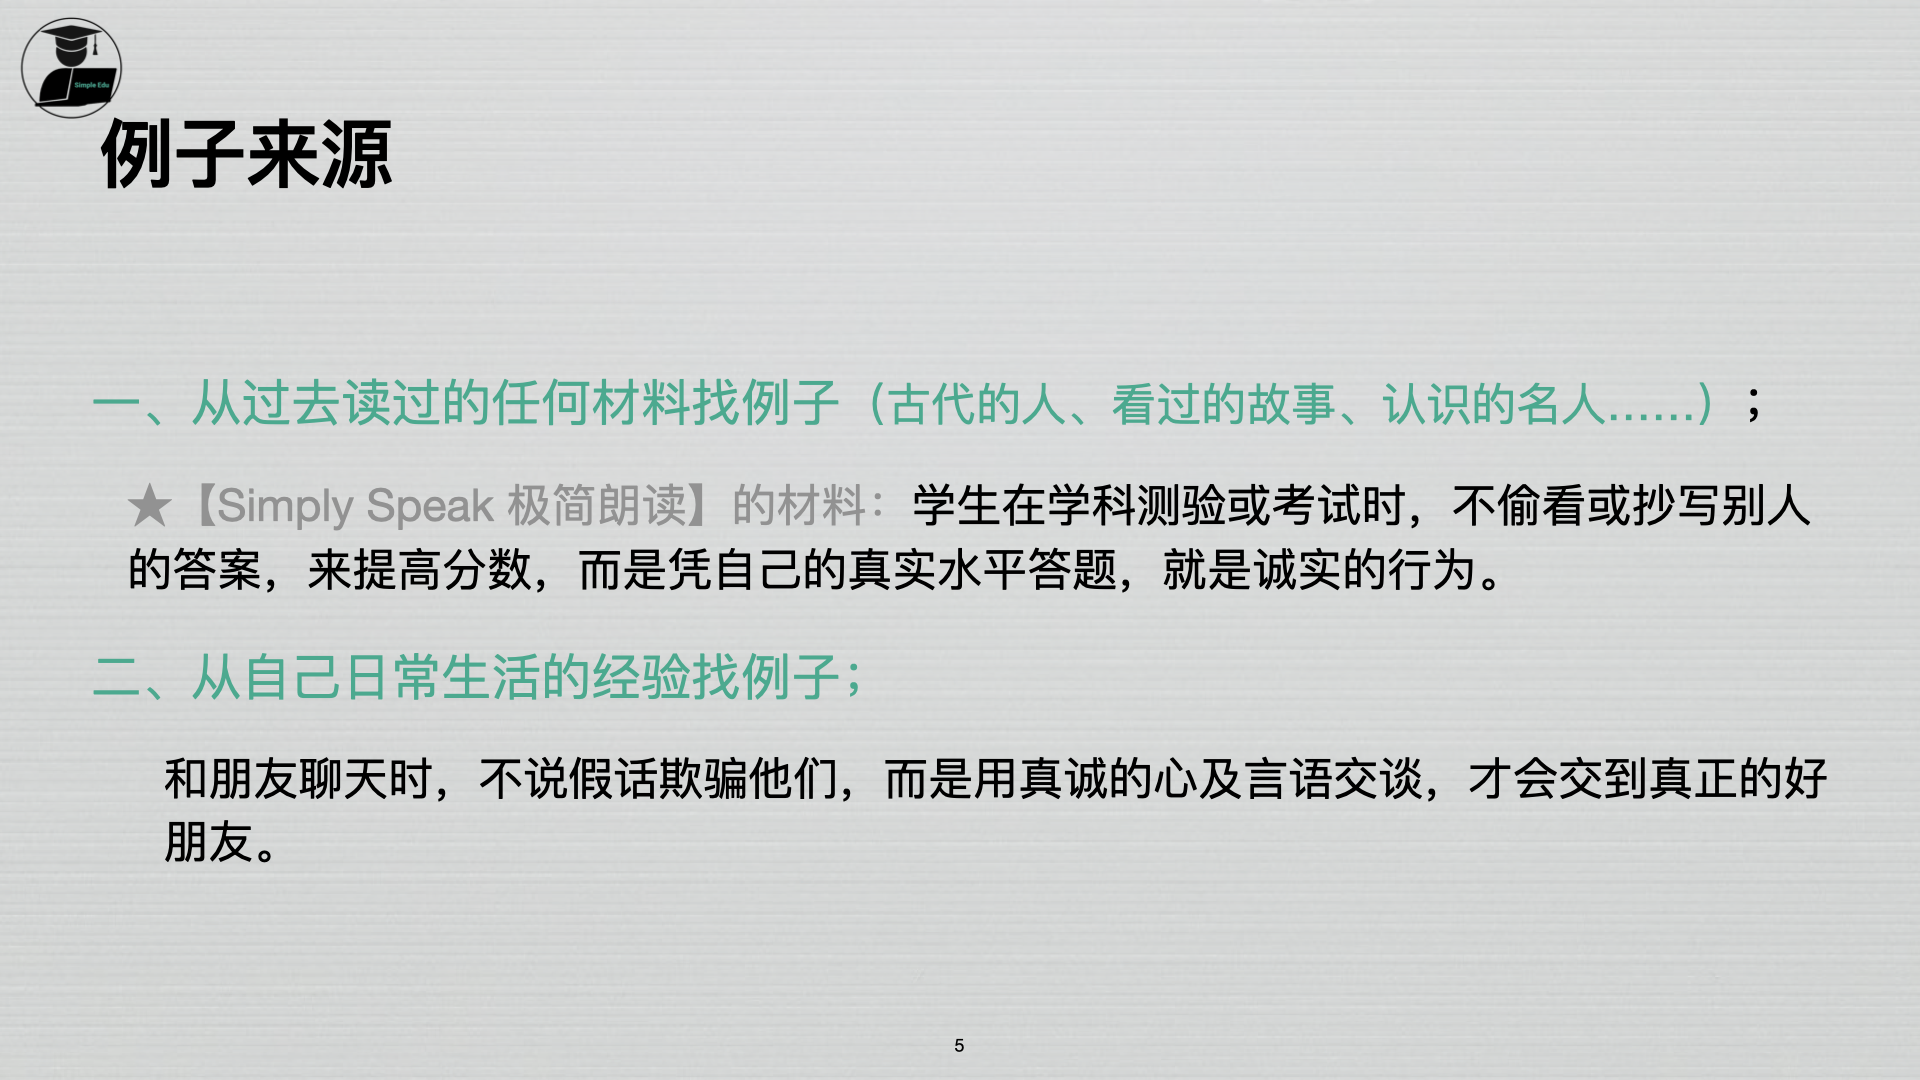 Simple Edu
例子来源
一、从过去读过的任何材料找例子（古代的人、看过的故事、认识的名人……）；
★【Simply Speak 极简朗读】的材料：学生在学科测验或考试时，不偷看或抄写别人
的答案，来提高分数，而是凭自己的真实水平答题，就是诚实的行为。
二、从自己日常生活的经验找例子；
和朋友聊天时，不说假话欺骗他们，而是用真诚的心及言语交谈，才会交到真正的好
朋友。
5